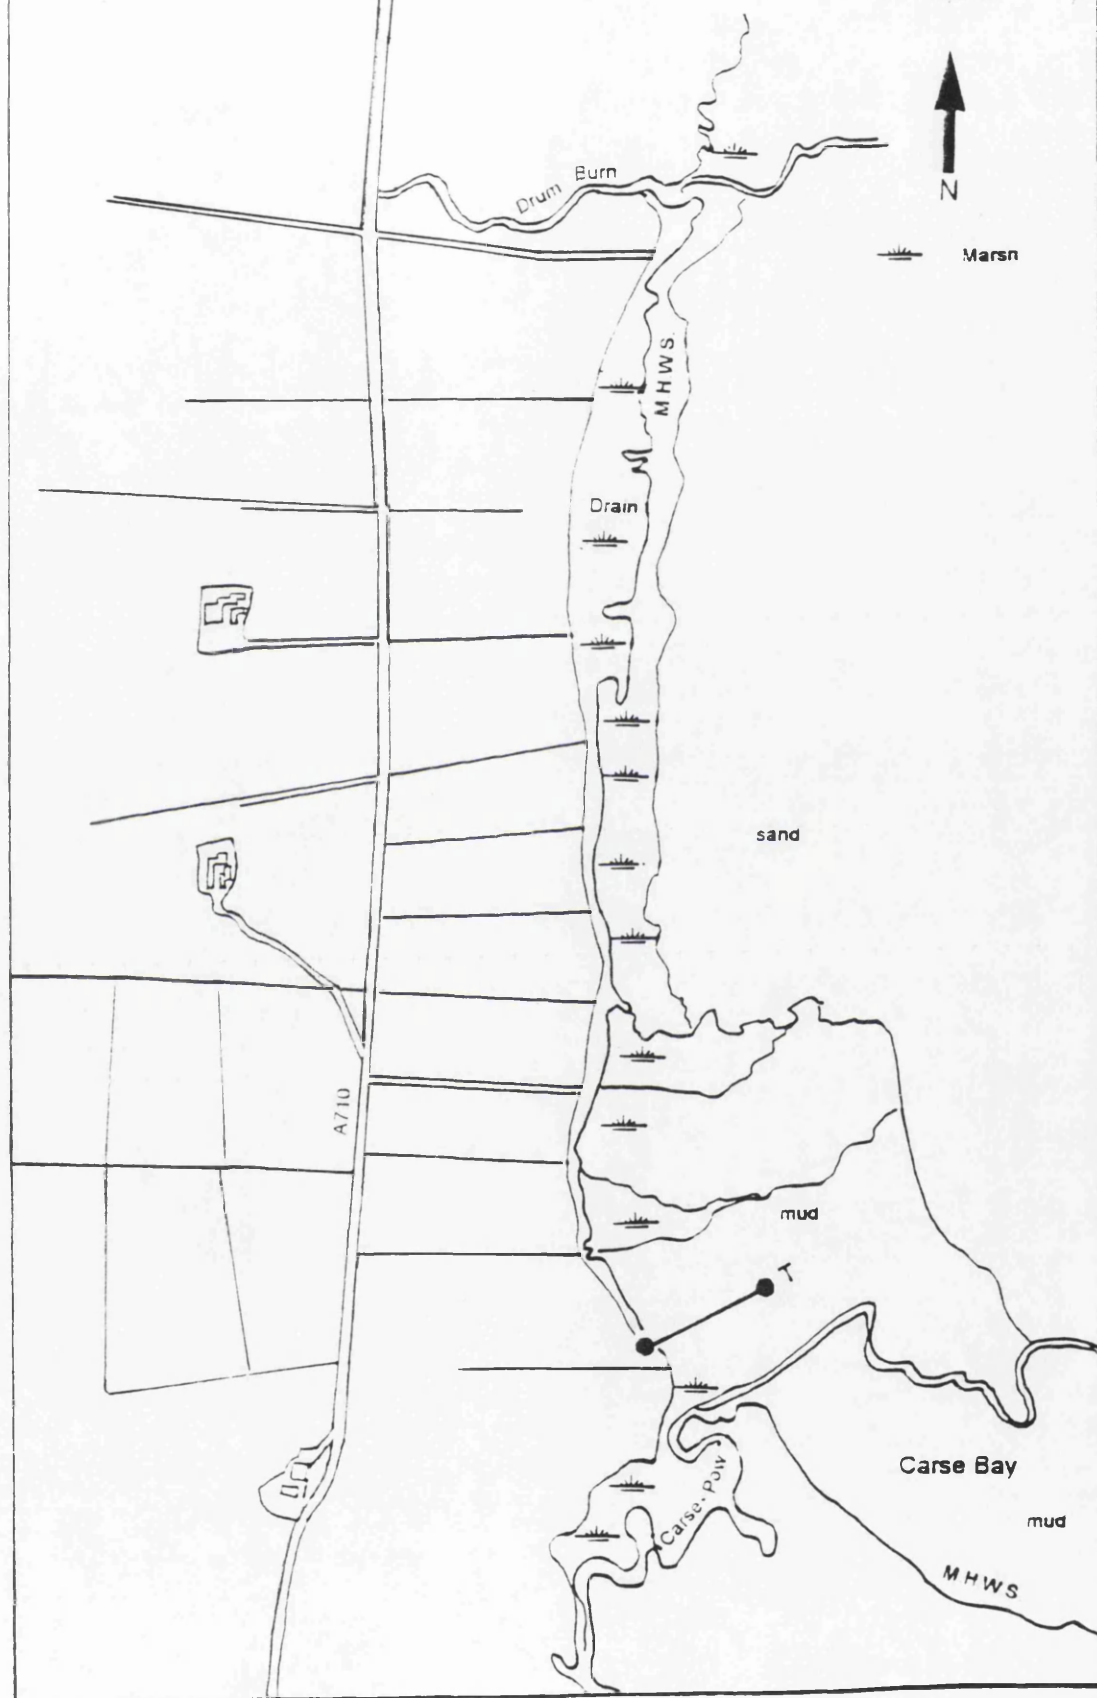 Drum Burn
N
Marsn
MHWS.
Drain
sand
A710
mud
T
Carse Bay
Carse-Pow
mud
MHWS